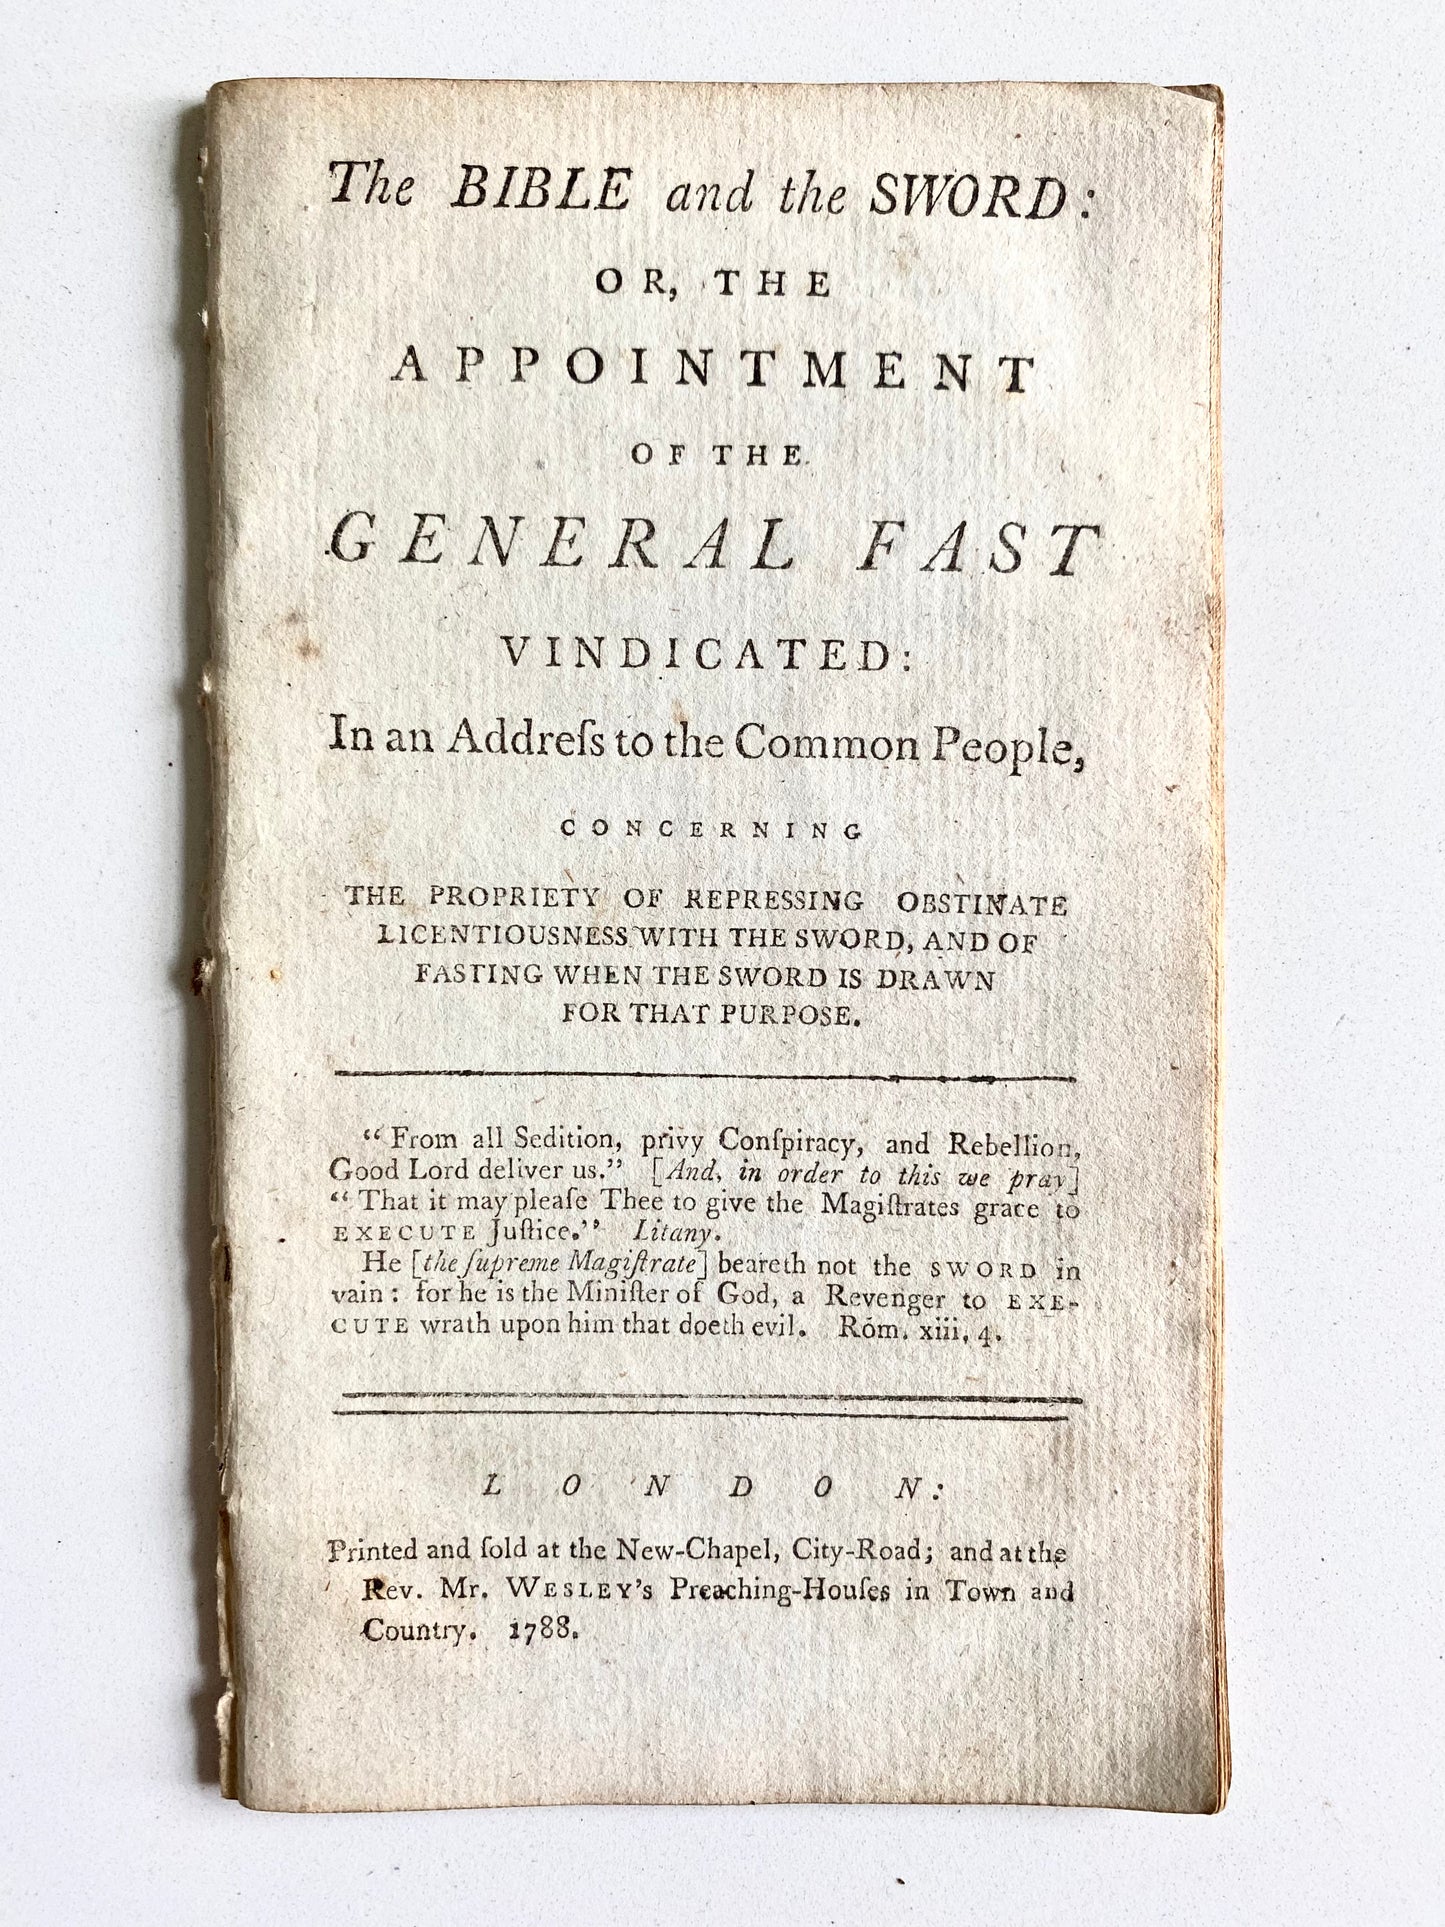 The BIBLE and the SWORD:
OR, THE
APPOINTMENT
OF THE
GENERAL FAST
VINDICATED:
In an Addreſs to the Common People,
CONCERNING
THE PROPRIETY OF REPRESSING OBSTINATE
LICENTIOUSNESS WITH THE SWORD, AND OF
FASTING WHEN THE SWORD IS DRAWN
FOR THAT PURPOSE.
“From all Sedition, privy Conſpiracy, and Rebellion,
Good Lord deliver us.” [And, in order to this we pray]
“That it may pleaſe Thee to give the Magiſtrates grace to
EXECUTE Juſtice.” Litany.
He [the ſupreme Magiſtrate] beareth not the SWORD in
vain: for he is the Miniſter of God, a Revenger to EXE-
CUTE wrath upon him that doeth evil. Rom. xiii, 4.
LONDON:
Printed and ſold at the New-Chapel, City-Road; and at the
Rev. Mr. WESLEY's Preaching-Houſes in Town and
Country. 1788.